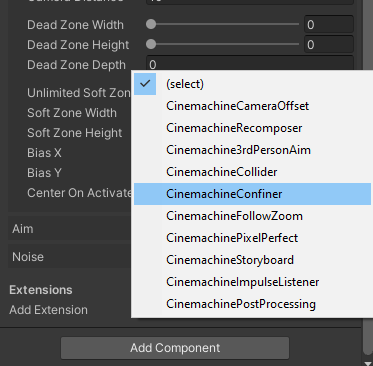 Dead Zone Width 0
Dead Zone Height 0
Dead Zone Depth 0
(select)
Unlimited Soft Zon
CinemachineCameraOffset
Soft Zone Width
CinemachineRecomposer
Soft Zone Height
Cinemachine3rdPersonAim
Bias X
CinemachineCollider
Bias Y
Center On Activate
CinemachineConfiner
CinemachineFollowZoom
Aim
CinemachinePixelPerfect
Noise
CinemachineStoryboard
Extensions
CinemachineImpulseListener
Add Extension
CinemachinePostProcessing
Add Component